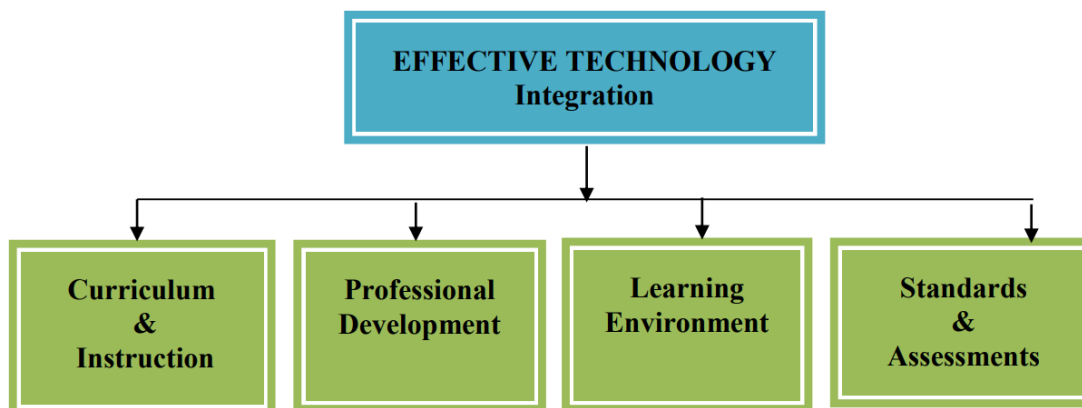 EFFECTIVE TECHNOLOGY
Integration
Curriculum
&
Instruction
Professional
Development
Learning
Environment
Standards
&
Assessments